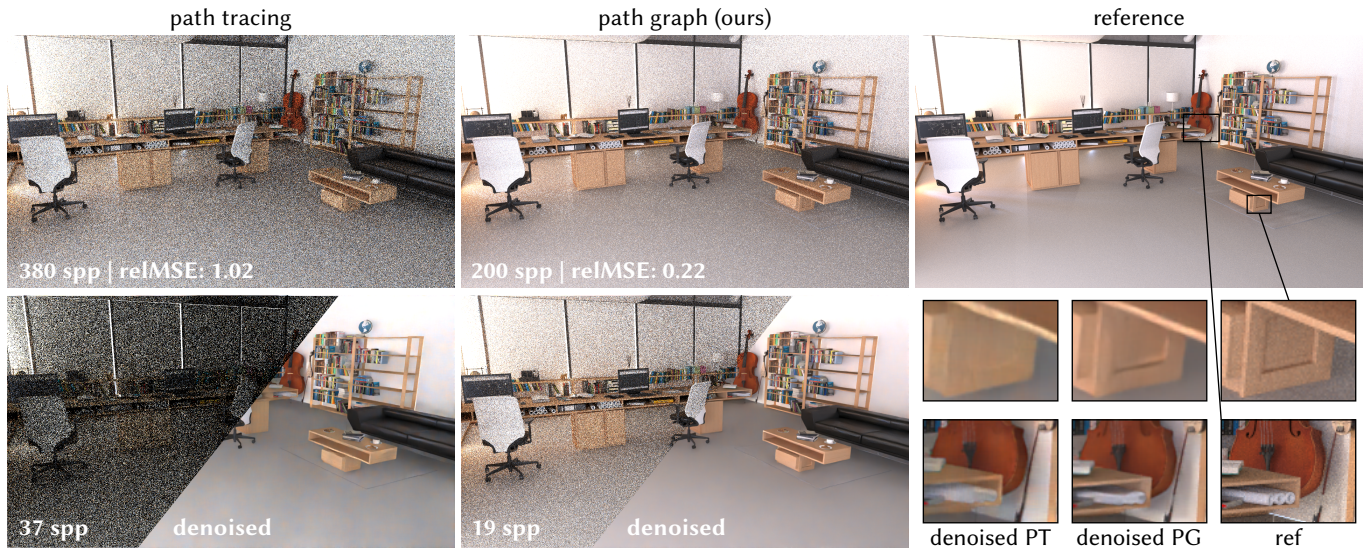 path tracing
path graph (ours)
reference
380 spp | relMSE: 1.02
200 spp | relMSE: 0.22
37 spp
denoised
19 spp
denoised
denoised PT
denoised PG
ref